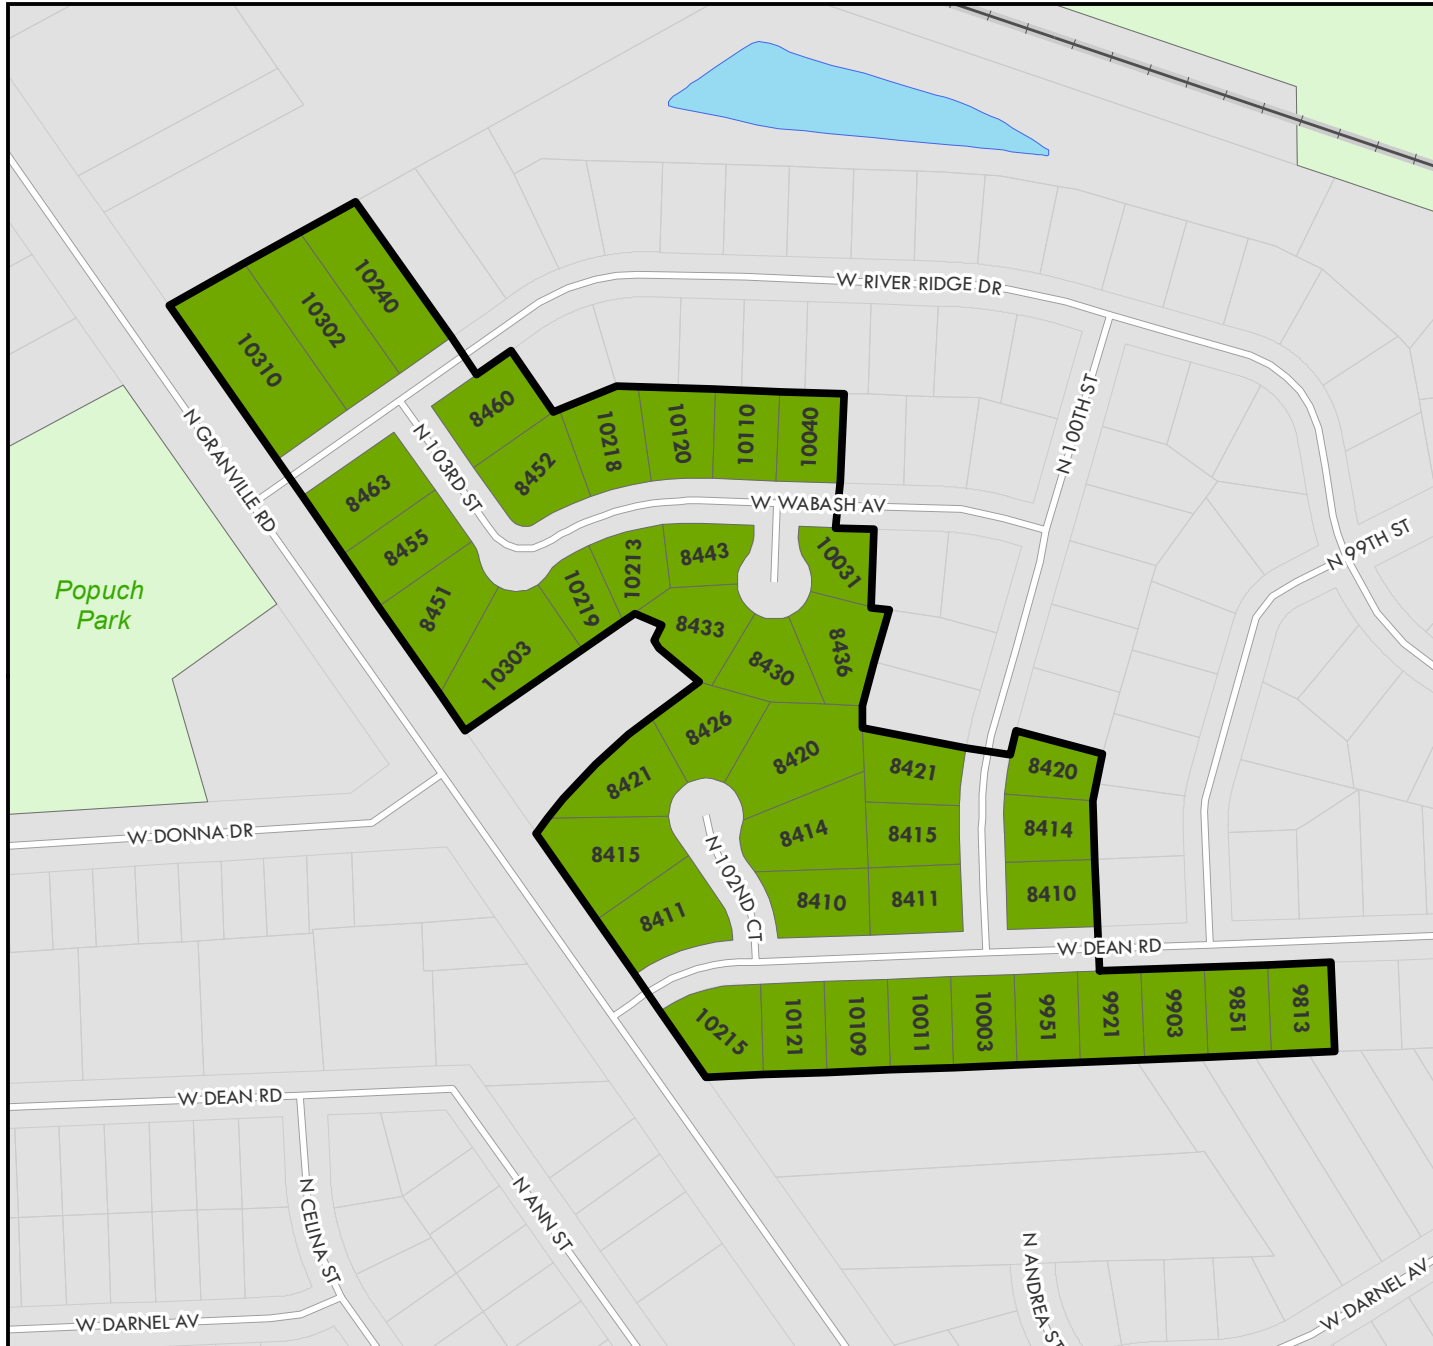 W RIVER RIDGE DR
10240
10302
10310
N GRANVILLE RD
N 103RD ST
8460
8452
10218
10120
10110
10040
N 100TH ST
W WABASH AV
N 99TH ST
8463
8455
8451
10303
10219
10213
8443
10031
8433
8430
8436
Popuch
Park
8426
8420
8421
8421
8420
8415
8414
8415
8414
8411
8410
8411
8410
N 102ND CT
W DONNA DR
W DEAN RD
10215
10121
10109
10011
10003
9951
9921
9903
9851
9813
W DEAN RD
N CELINA ST
N ANN ST
N ANDREA ST
W DARNEL AV
W DARNEL AV